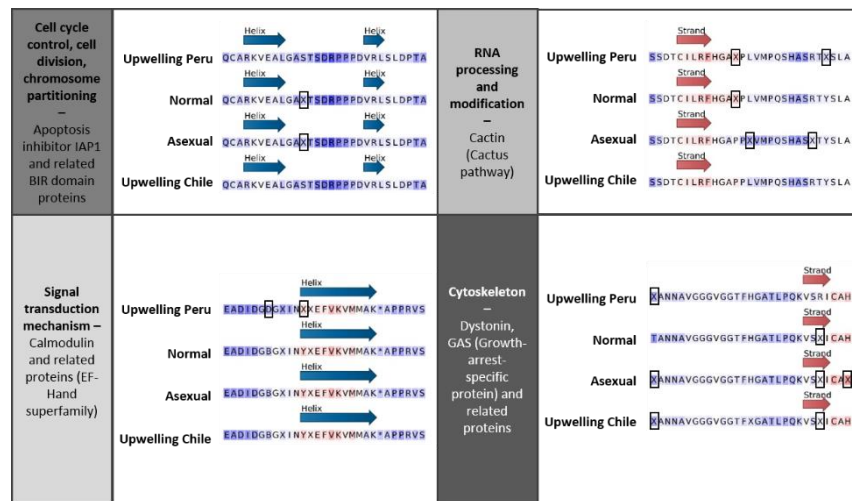 Cell cycle
control, cell
division,
chromosome
partitioning
–
Apoptosis
inhibitor IAP1
and related
BIR domain
proteins
Helix Helix
Upwelling Peru QCARKVEALGASTSDRPPPDVRLSLDPTA
Helix Helix
Normal QCARKVEALGAXTSDRPPPDVRLSLDPTA
Helix Helix
Asexual QCARKVEALGAXTSDRPPPDVRLSLDPTA
Helix Helix
Upwelling Chile QCARKVEALGASTSDRPPPDVRLSLDPTA
RNA
processing
and
modification
–
Cactin
(Cactus
pathway)
Strand
Upwelling Peru SSDTCILRFHGAXPLVMPQSHASRTXSLA
Strand
Normal SSDTCILRFHGAXPLVMPQSHASRTYSLA
Strand
Asexual SSDTCILRFHGAPPXVMPQSHASXTYSLA
Strand
Upwelling Chile SSDTCILRFHGAPPLVMPQSHASRTYSLA
Signal
transduction
mechanism –
Calmodulin
and related
proteins (EF-
Hand
superfamily)
Helix
Upwelling Peru EADIDGDGXINXXEFVKVMMAK*APPRVS
Helix
Normal EADIDGBGXINYXEFVKVMMAK*APPRVS
Helix
Asexual EADIDGBGXINYXEFVKVMMAK*APPRVS
Helix
Upwelling Chile EADIDGBGXINYXEFVKVMMAK*APPRVS
Cytoskeleton
–
Dystonin,
GAS (Growth-
arrest-
specific
protein) and
related
proteins
Strand
Upwelling Peru XANNAVGGGVGGTFHGATLPQKVSRICAH
Strand
Normal TANNAVGGGVGGTFHGATLPQKVSXICAH
Strand
Asexual XANNAVGGGVGGTFHGATLPQKVSXICAX
Strand
Upwelling Chile XANNAVGGGVGGTFXGATLPQKVSXICAH